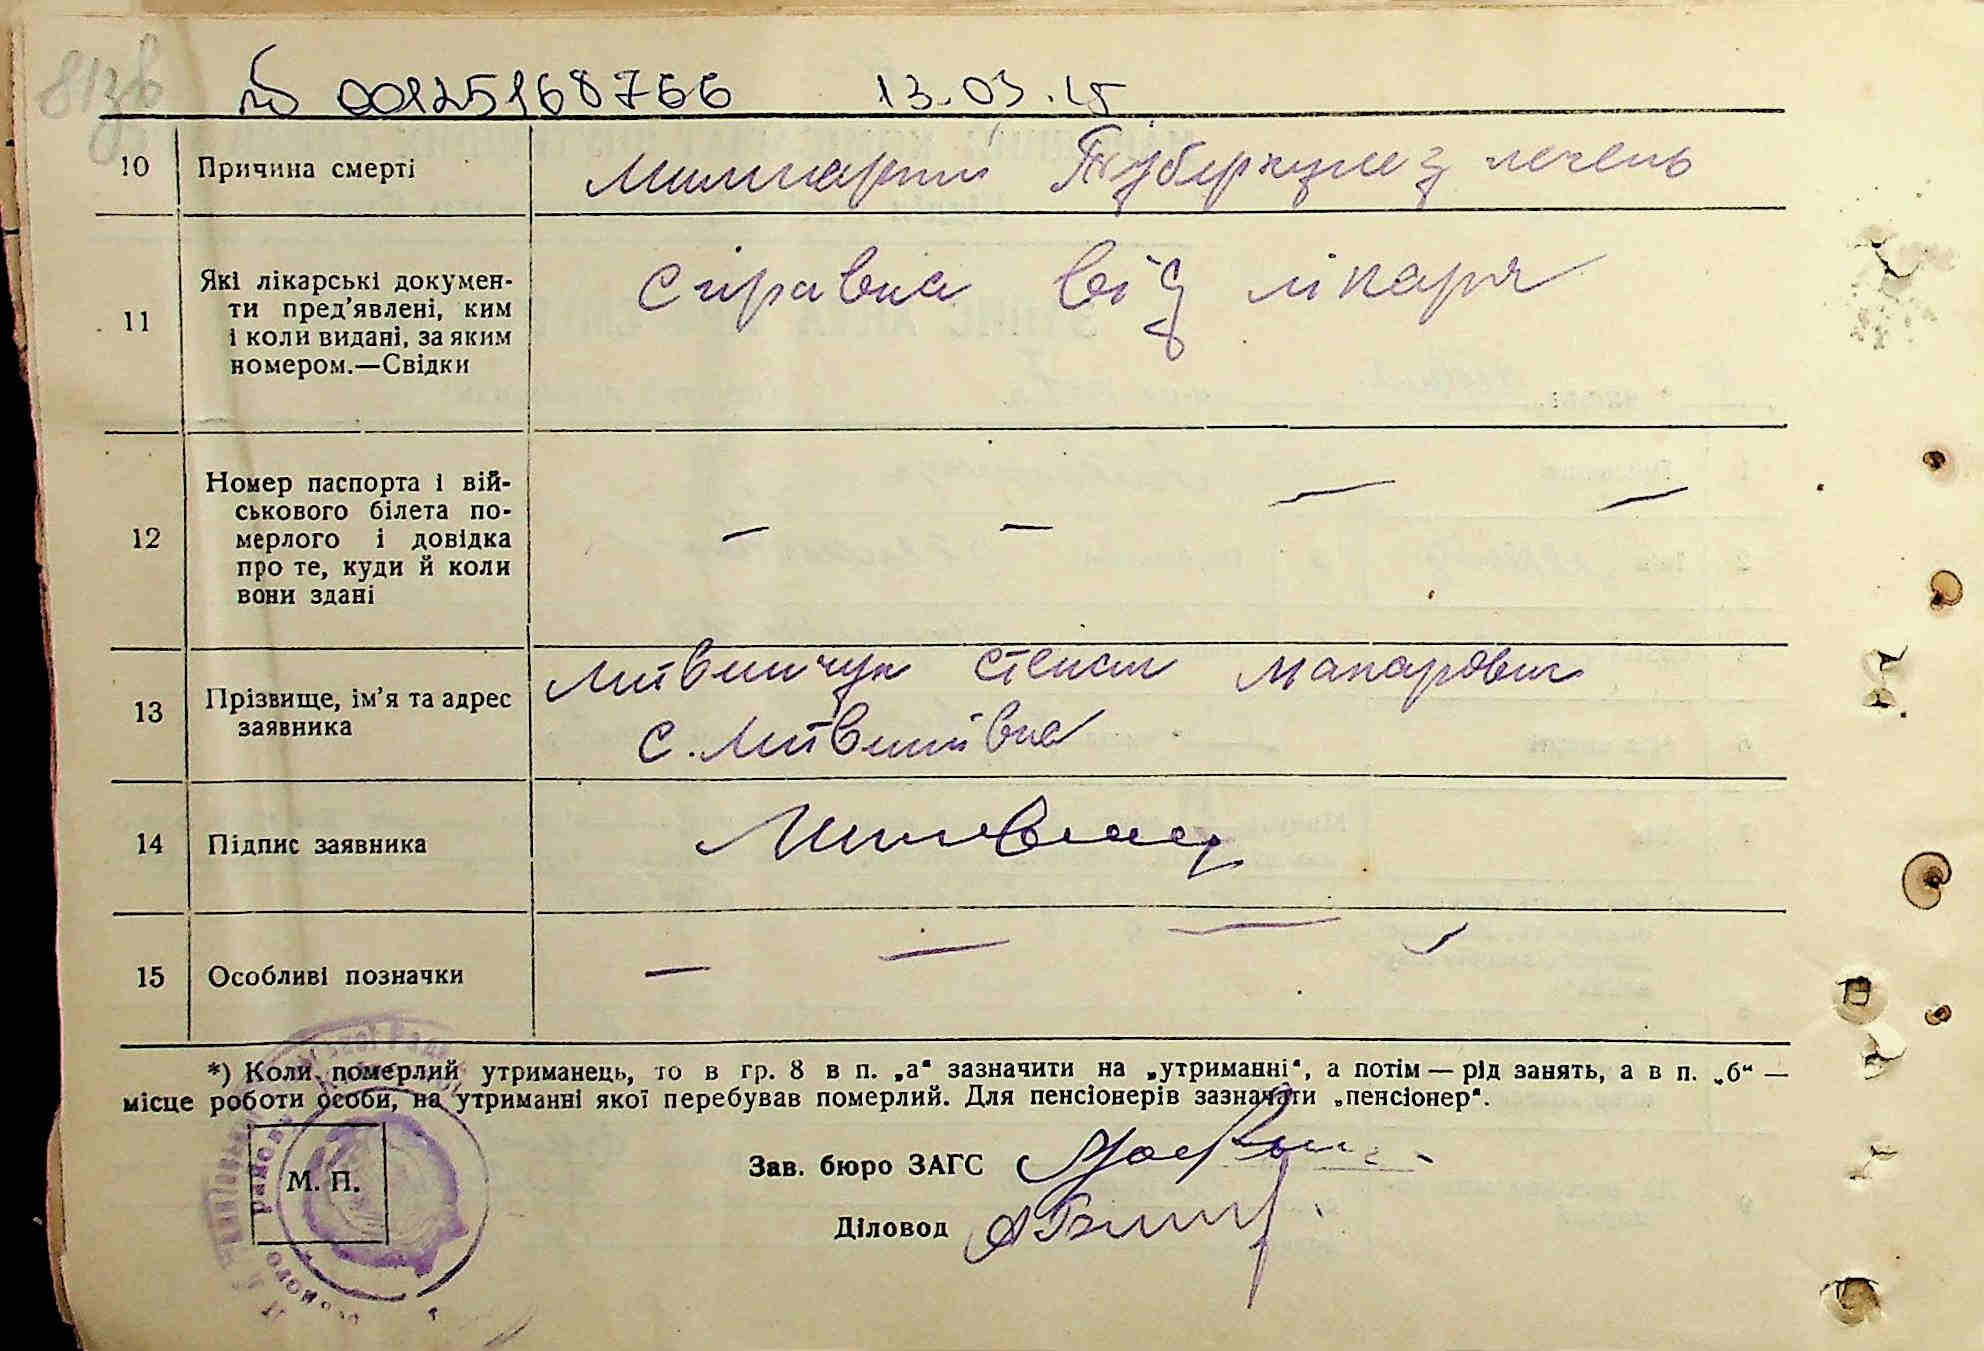 81зв
№ 00125168766 13.03.15
10 Причина смерті Туберкулез
11 Які лікарські докумен-
ти пред’явлені, ким
і коли видані, за яким
номером.—Свідки
справка від лікаря
12 Номер паспорта і вій-
ськового білета по-
мерлого і довідка
про те, куди й коли
вони здані
— — — —
13 Прізвище, ім’я та адрес
заявника
Литвинчук Степан Макарович
с. Литвинівка
14 Підпис заявника
15 Особливі позначки — — —
*) Коли померлий утриманець, то в гр. 8 в п. „а“ зазначити на „утриманні“, а потім — рід занять, а в п. „б“ —
місце роботи особи, на утриманні якої перебував померлий. Для пенсіонерів зазначати „пенсіонер“.
М. П.
Зав. бюро ЗАГС
Діловод